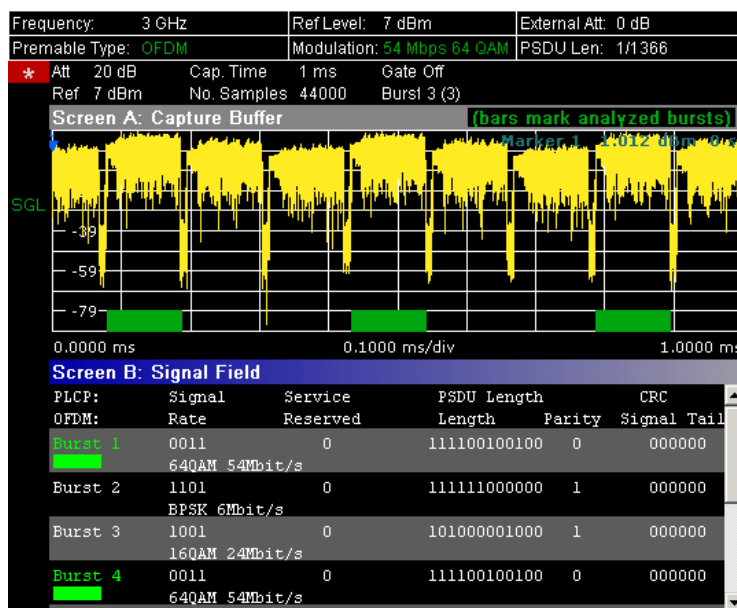 Frequency: 3 GHz Ref Level: 7 dBm External Att: 0 dB
Premable Type: OFDM Modulation: 54 Mbps 64 QAM PSDU Len: 1/1366
* Att 20 dB Cap. Time 1 ms Gate Off
Ref 7 dBm No. Samples 44000 Burst 3 (3)
Screen A: Capture Buffer (bars mark analyzed bursts)
1 Marker 1 1.012 dBm 0 s
SGL
-39
-59
-79
0.0000 ms 0.1000 ms/div 1.0000 ms
Screen B: Signal Field
PLCP: Signal Service PSDU Length CRC
OFDM: Rate Reserved Length Parity Signal Tail
Burst 1 0011 0 111100100100 0 000000
64QAM 54Mbit/s
Burst 2 1101 0 111111000000 1 000000
BPSK 6Mbit/s
Burst 3 1001 0 101000001000 1 000000
16QAM 24Mbit/s
Burst 4 0011 0 111100100100 0 000000
64QAM 54Mbit/s